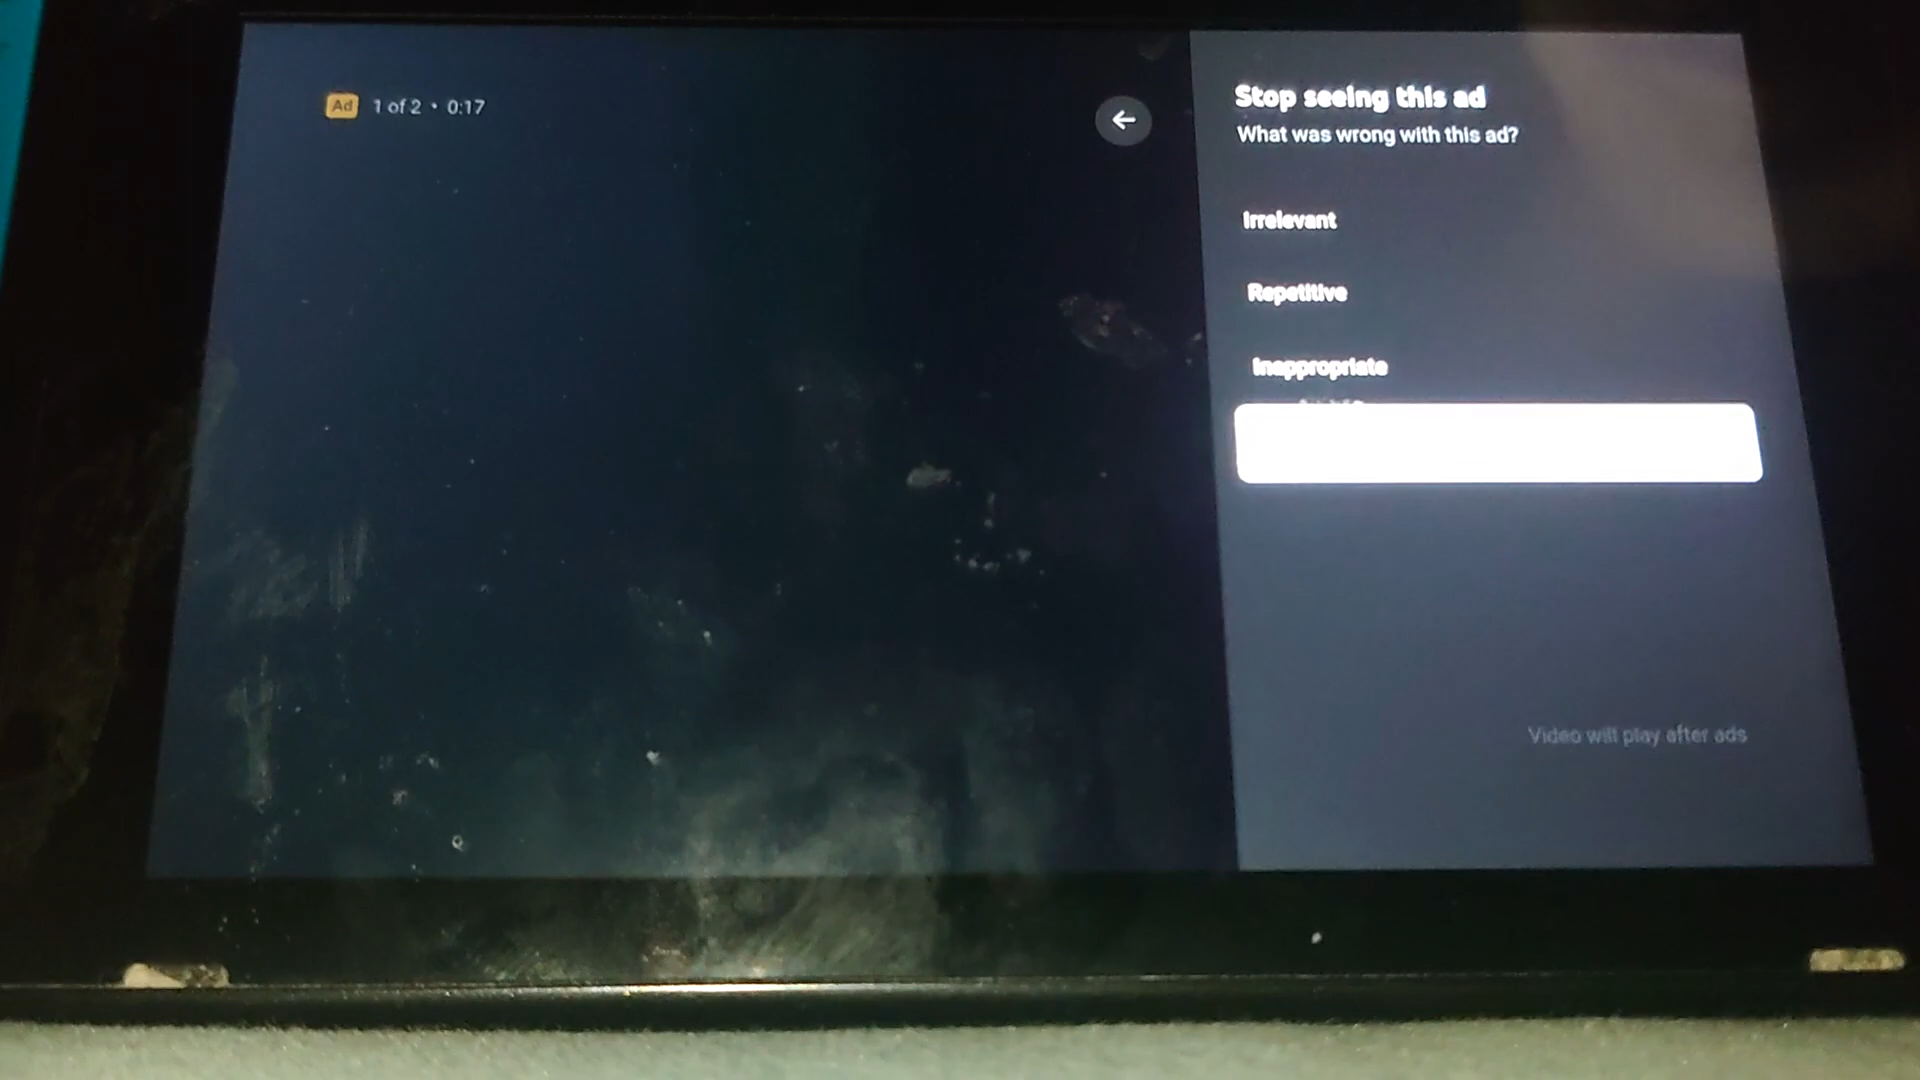 Ad 1 of 2 • 0:17
Stop seeing this ad
What was wrong with this ad?
Irrelevant
Repetitive
Inappropriate
Video will play after ads